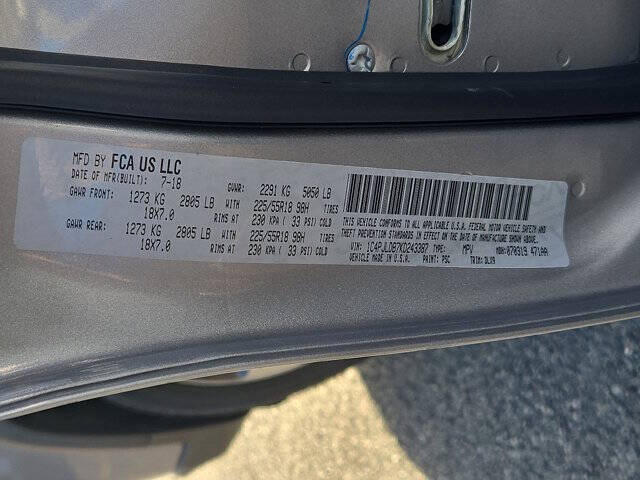 MFD BY FCA US LLC
DATE OF MFR(BUILT): 7-18 GVWR: 2291 KG 5050 LB
GAWR FRONT: 1273 KG 2805 LB WITH 225/55R18 98H TIRES
18X7.0 RIMS AT 230 KPA ( 33 PSI) COLD
GAWR REAR: 1273 KG 2805 LB WITH 225/55R18 98H TIRES
18X7.0 RIMS AT 230 KPA ( 33 PSI) COLD
THIS VEHICLE CONFORMS TO ALL APPLICABLE U.S.A. FEDERAL MOTOR VEHICLE SAFETY AND
THEFT PREVENTION STANDARDS IN EFFECT ON THE DATE OF MANUFACTURE SHOWN ABOVE.
VIN: 1C4PJLDB7KD243387 TYPE: MPV MDH: 070319 471AA
VEHICLE MADE IN U.S.A. PAINT: PSC TRIM: DLX9